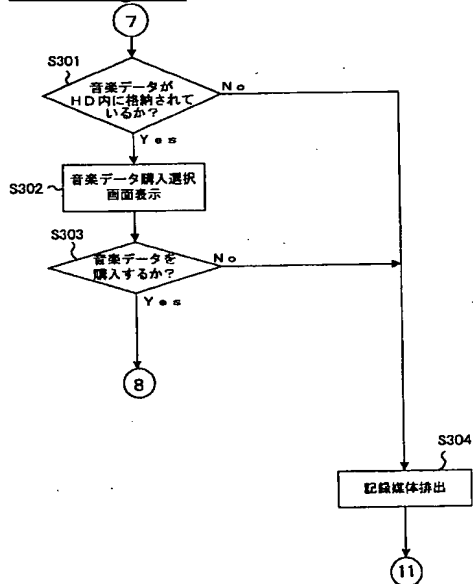 7
S301
音楽データが
HD内に格納されて
いるか?
No
Yes
S302
音楽データ購入選択
画面表示
S303
音楽データを
購入するか?
No
Yes
8
S304
記録媒体排出
11